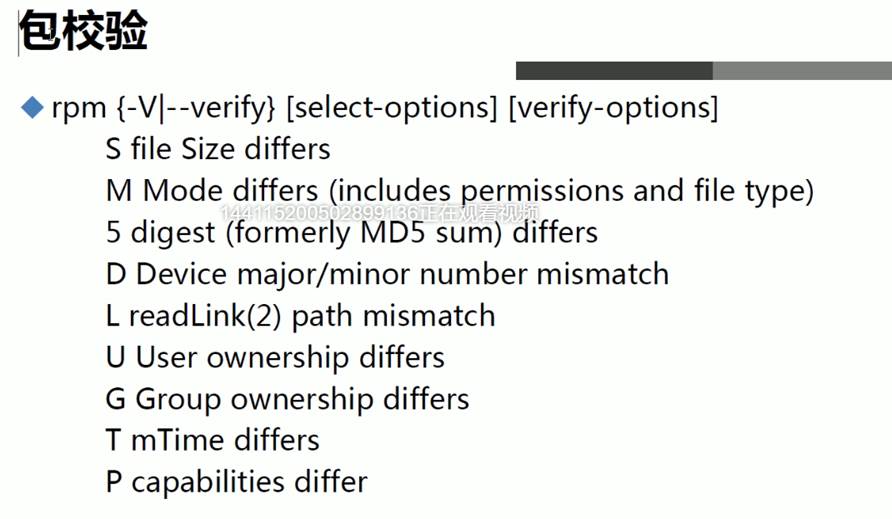 包校验
rpm {-V|--verify} [select-options] [verify-options]
S file Size differs
M Mode differs (includes permissions and file type)
144115200502899136正在观看视频
5 digest (formerly MD5 sum) differs
D Device major/minor number mismatch
L readLink(2) path mismatch
U User ownership differs
G Group ownership differs
T mTime differs
P capabilities differ